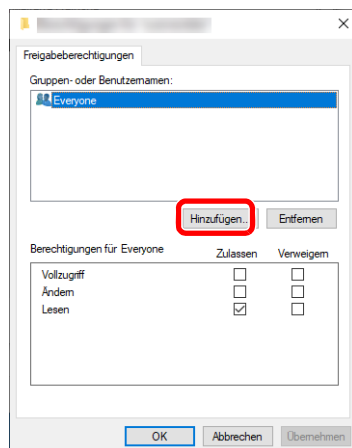 Freigabeberechtigungen
Gruppen- oder Benutzernamen:
Everyone
Hinzufügen...
Entfernen
Berechtigungen für Everyone Zulassen Verweigern
Vollzugriff
Ändern
Lesen
OK Abbrechen Übernehmen